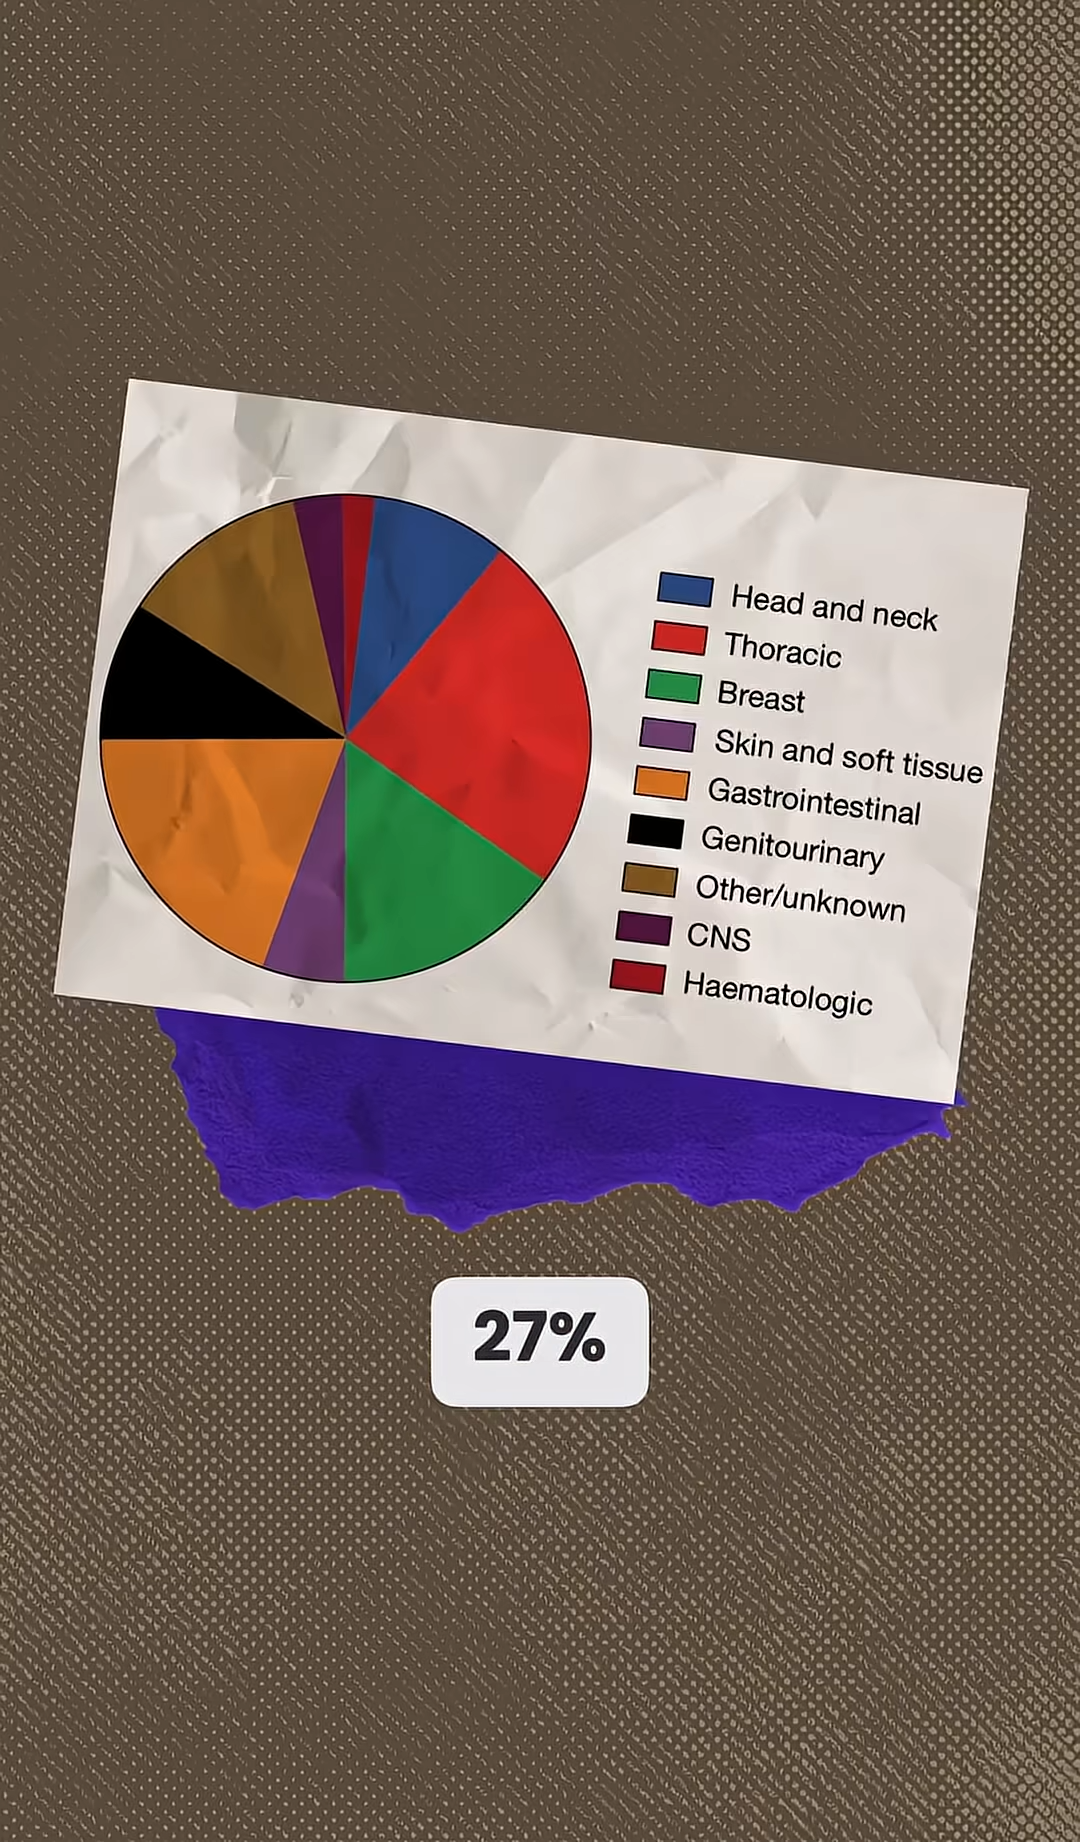 Head and neck
Thoracic
Breast
Skin and soft tissue
Gastrointestinal
Genitourinary
Other/unknown
CNS
Haematologic
27%